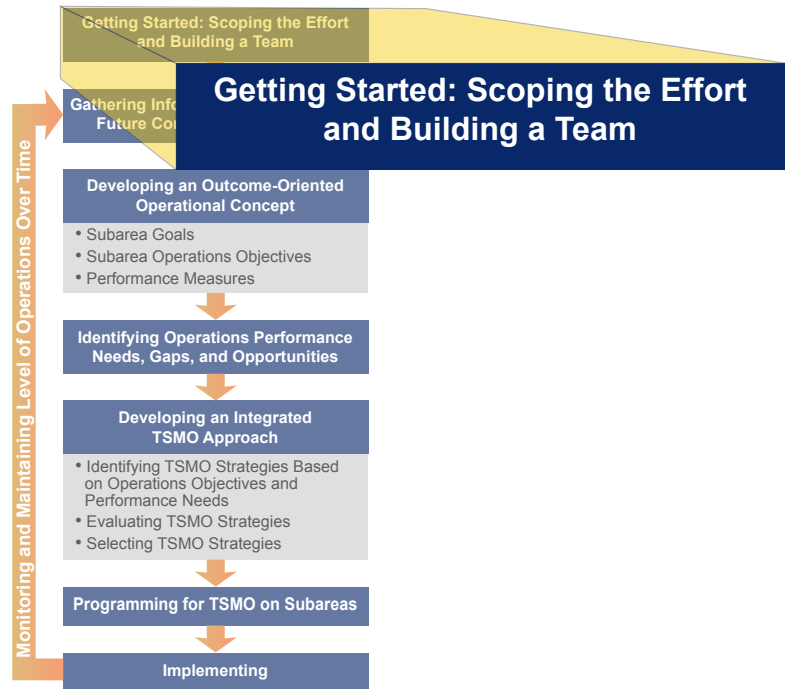 Getting Started: Scoping the Effort
and Building a Team
Getting Started: Scoping the Effort
and Building a Team
Gathering
Future
Developing an Outcome-Oriented
Operational Concept
• Subarea Goals
• Subarea Operations Objectives
• Performance Measures
Identifying Operations Performance
Needs, Gaps, and Opportunities
Developing an Integrated
TSMO Approach
• Identifying TSMO Strategies Based
on Operations Objectives and
Performance Needs
• Evaluating TSMO Strategies
• Selecting TSMO Strategies
Programming for TSMO on Subareas
Implementing
Monitoring and Maintaining Level of Operations Over Time